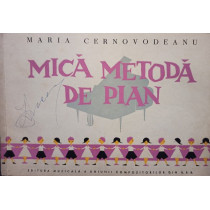 MARIA CERNOVODEANU
MICĂ METODĂ
DE PIAN
EDITURA MUZICALĂ A UNIUNII COMPOZITORILOR DIN R.P.R.